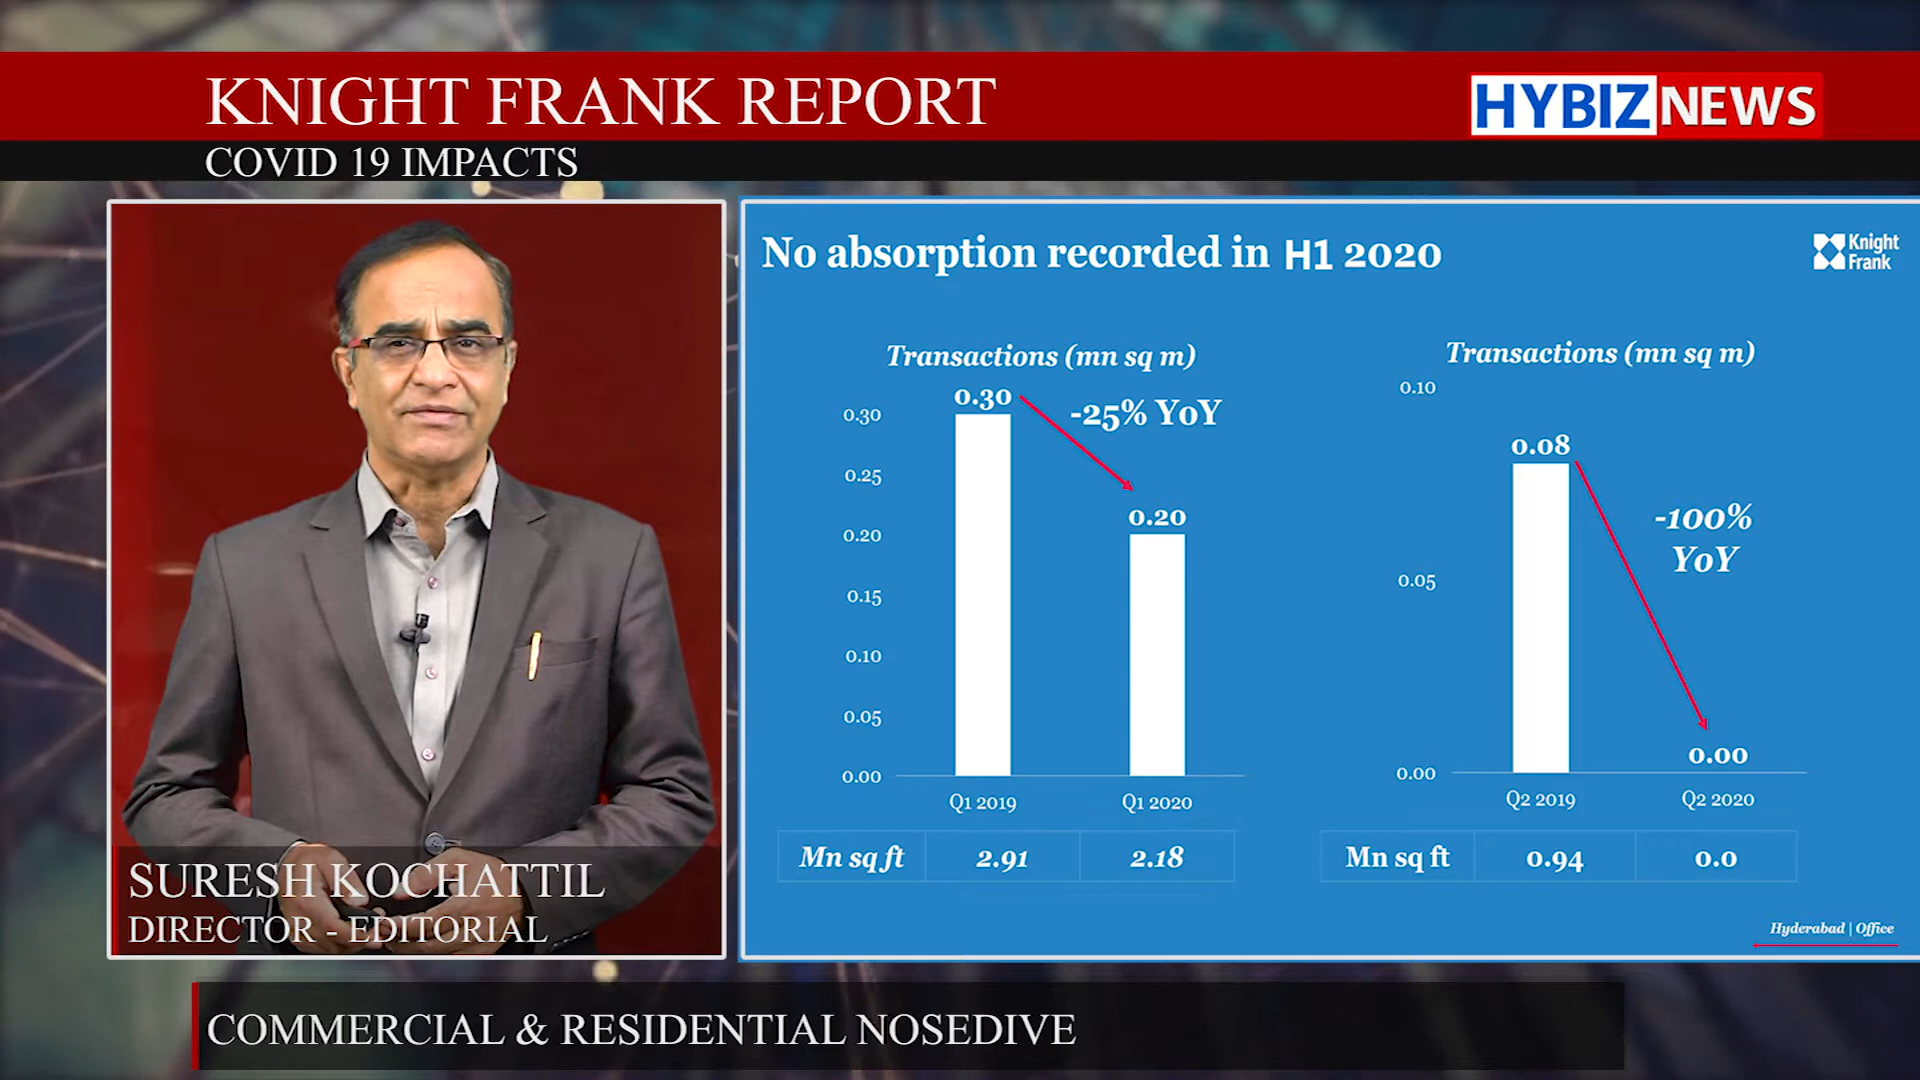 KNIGHT FRANK REPORT
HYBIZ NEWS
COVID 19 IMPACTS
No absorption recorded in H1 2020
Knight
Frank
Transactions (mn sq m)
0.30
0.25
0.20
0.15
0.10
0.05
0.00
0.30
-25% YoY
0.20
Q1 2019
Q1 2020
Mn sq ft 2.91 2.18
Transactions (mn sq m)
0.10
0.05
0.00
0.08
-100%
YoY
0.00
Q2 2019
Q2 2020
Mn sq ft 0.94 0.0
Hyderabad | Office
SURESH KOCHATTIL
DIRECTOR - EDITORIAL
COMMERCIAL & RESIDENTIAL NOSEDIVE